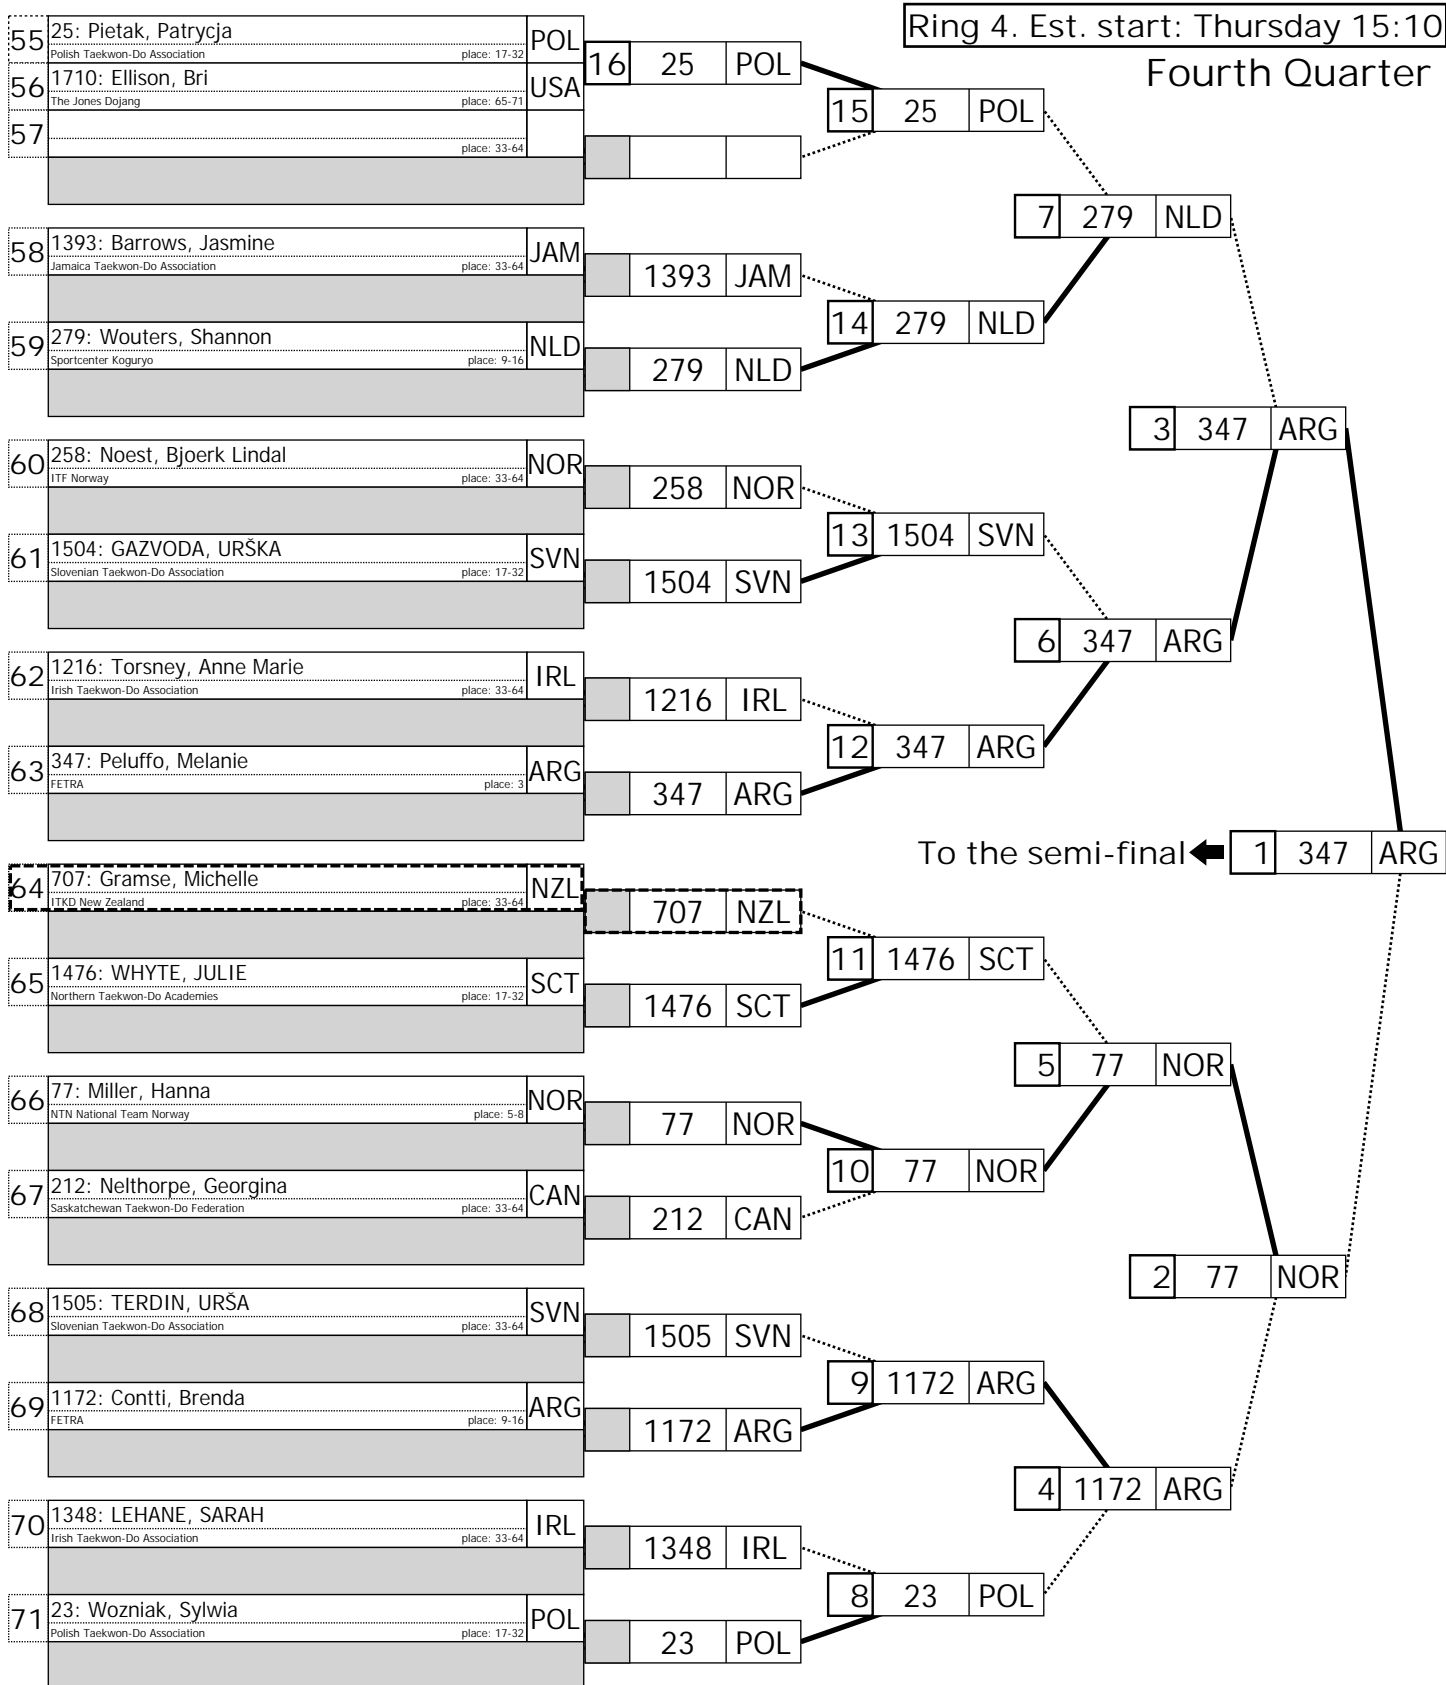 Ring 4. Est. start: Thursday 15:10
Fourth Quarter
55 25: Pietak, Patrycja POL
Polish Taekwon-Do Association place: 17-32
16 25 POL
56 1710: Ellison, Bri USA
The Jones Dojang place: 65-71
15 25 POL
57
place: 33-64
7 279 NLD
58 1393: Barrows, Jasmine JAM
Jamaica Taekwon-Do Association place: 33-64
1393 JAM
14 279 NLD
59 279: Wouters, Shannon NLD
Sportcenter Koguryo place: 9-16
279 NLD
3 347 ARG
60 258: Noest, Bjoerk Lindal NOR
ITF Norway place: 33-64
258 NOR
13 1504 SVN
61 1504: GAZVODA, URŠKA SVN
Slovenian Taekwon-Do Association place: 17-32
1504 SVN
6 347 ARG
62 1216: Torsney, Anne Marie IRL
Irish Taekwon-Do Association place: 33-64
1216 IRL
12 347 ARG
63 347: Peluffo, Melanie ARG
FETRA place: 3
347 ARG
To the semi-final 1 347 ARG
64 707: Gramse, Michelle NZL
ITKD New Zealand place: 33-64
707 NZL
11 1476 SCT
65 1476: WHYTE, JULIE SCT
Northern Taekwon-Do Academies place: 17-32
1476 SCT
5 77 NOR
66 77: Miller, Hanna NOR
NTN National Team Norway place: 5-8
77 NOR
10 77 NOR
67 212: Nelthorpe, Georgina CAN
Saskatchewan Taekwon-Do Federation place: 33-64
212 CAN
2 77 NOR
68 1505: TERDIN, URŠA SVN
Slovenian Taekwon-Do Association place: 33-64
1505 SVN
9 1172 ARG
69 1172: Contti, Brenda ARG
FETRA place: 9-16
1172 ARG
4 1172 ARG
70 1348: LEHANE, SARAH IRL
Irish Taekwon-Do Association place: 33-64
1348 IRL
8 23 POL
71 23: Wozniak, Sylwia POL
Polish Taekwon-Do Association place: 17-32
23 POL